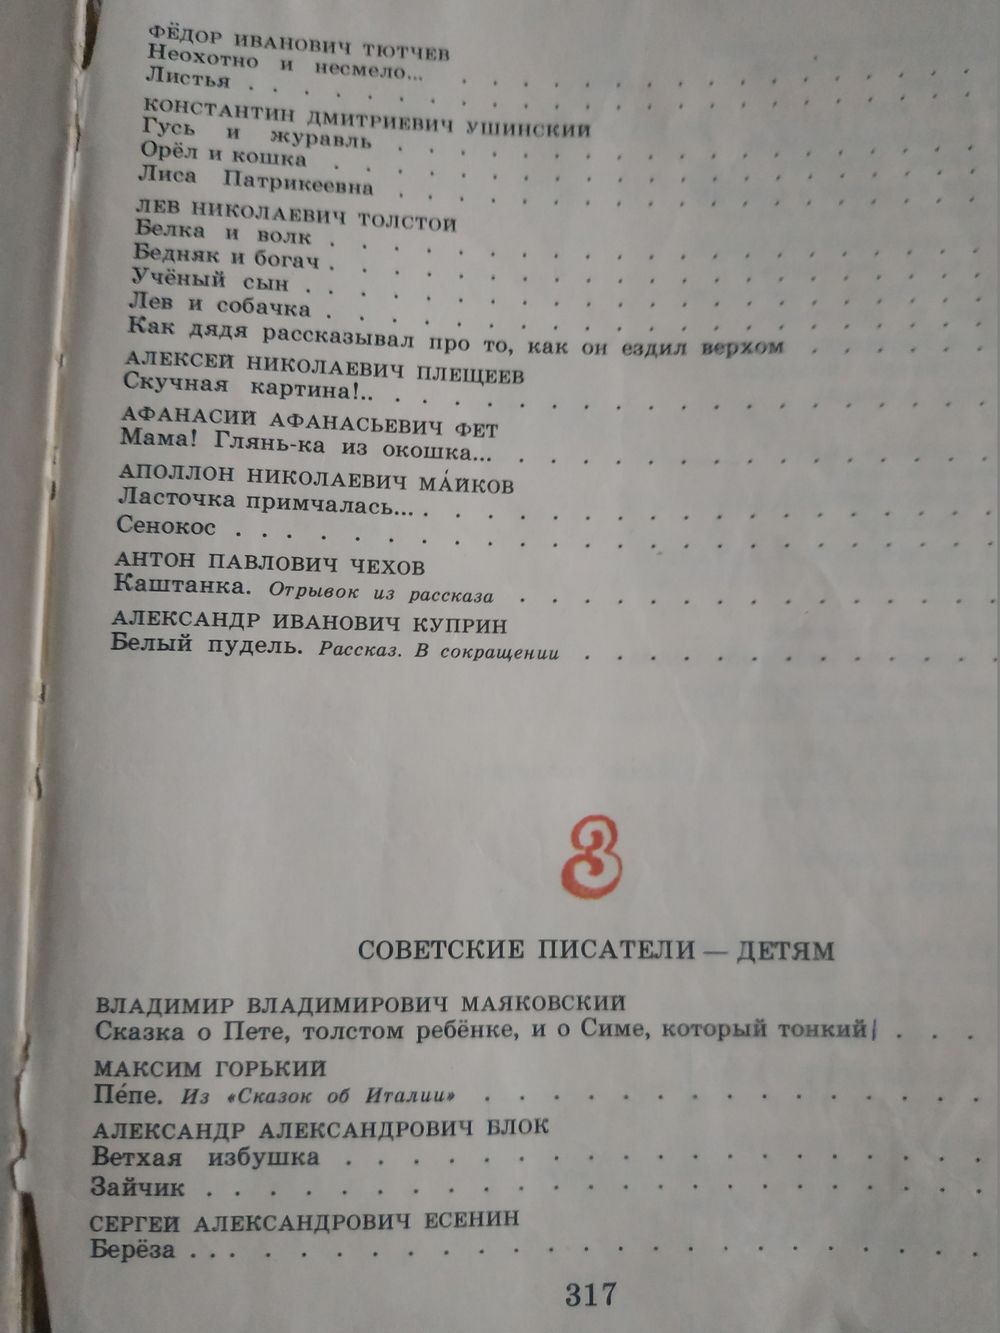 ФЁДОР ИВАНОВИЧ ТЮТЧЕВ
Неохотно и несмело...
Листья
КОНСТАНТИН ДМИТРИЕВИЧ УШИНСКИЙ
Гусь и журавль
Орёл и кошка
Лиса Патрикеевна
ЛЕВ НИКОЛАЕВИЧ ТОЛСТОЙ
Белка и волк
Бедняк и богач
Учёный сын
Лев и собачка
Как дядя рассказывал про то, как он ездил верхом
АЛЕКСЕЙ НИКОЛАЕВИЧ ПЛЕЩЕЕВ
Скучная картина!..
АФАНАСИЙ АФАНАСЬЕВИЧ ФЕТ
Мама! Глянь-ка из окошка...
АПОЛЛОН НИКОЛАЕВИЧ МА́ЙКОВ
Ласточка примчалась...
Сенокос
АНТОН ПАВЛОВИЧ ЧЕХОВ
Каштанка. Отрывок из рассказа
АЛЕКСАНДР ИВАНОВИЧ КУПРИН
Белый пудель. Рассказ. В сокращении
3
СОВЕТСКИЕ ПИСАТЕЛИ — ДЕТЯМ
ВЛАДИМИР ВЛАДИМИРОВИЧ МАЯКОВСКИЙ
Сказка о Пете, толстом ребёнке, и о Симе, который тонкий
МАКСИМ ГОРЬКИЙ
Пе́пе. Из «Сказок об Италии»
АЛЕКСАНДР АЛЕКСАНДРОВИЧ БЛОК
Ветхая избушка
Зайчик
СЕРГЕЙ АЛЕКСАНДРОВИЧ ЕСЕНИН
Берёза
317